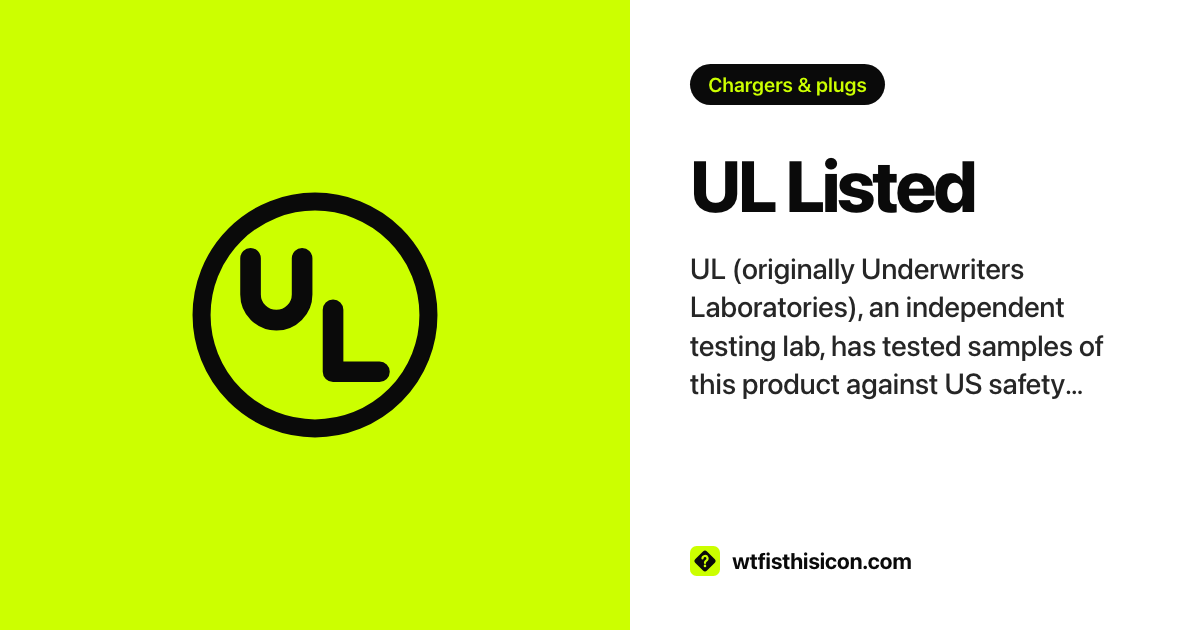 UL
Chargers & plugs
UL Listed
UL (originally Underwriters
Laboratories), an independent
testing lab, has tested samples of
this product against US safety...
?
wtfisthisicon.com